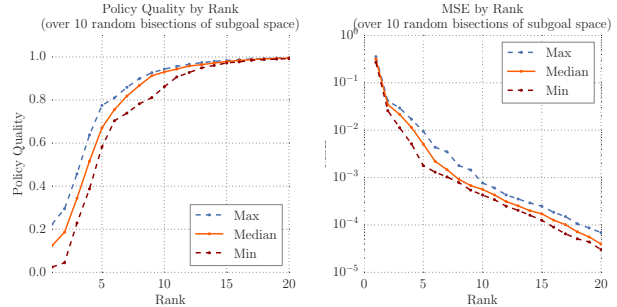 Policy Quality by Rank
(over 10 random bisections of subgoal space)
1.0
0.8
0.6
0.4
0.2
0.0
Policy Quality
5
10
15
20
Rank
Max
Median
Min
MSE by Rank
(over 10 random bisections of subgoal space)
10^0
10^−1
10^−2
10^−3
10^−4
10^−5
0
5
10
15
20
Rank
Max
Median
Min